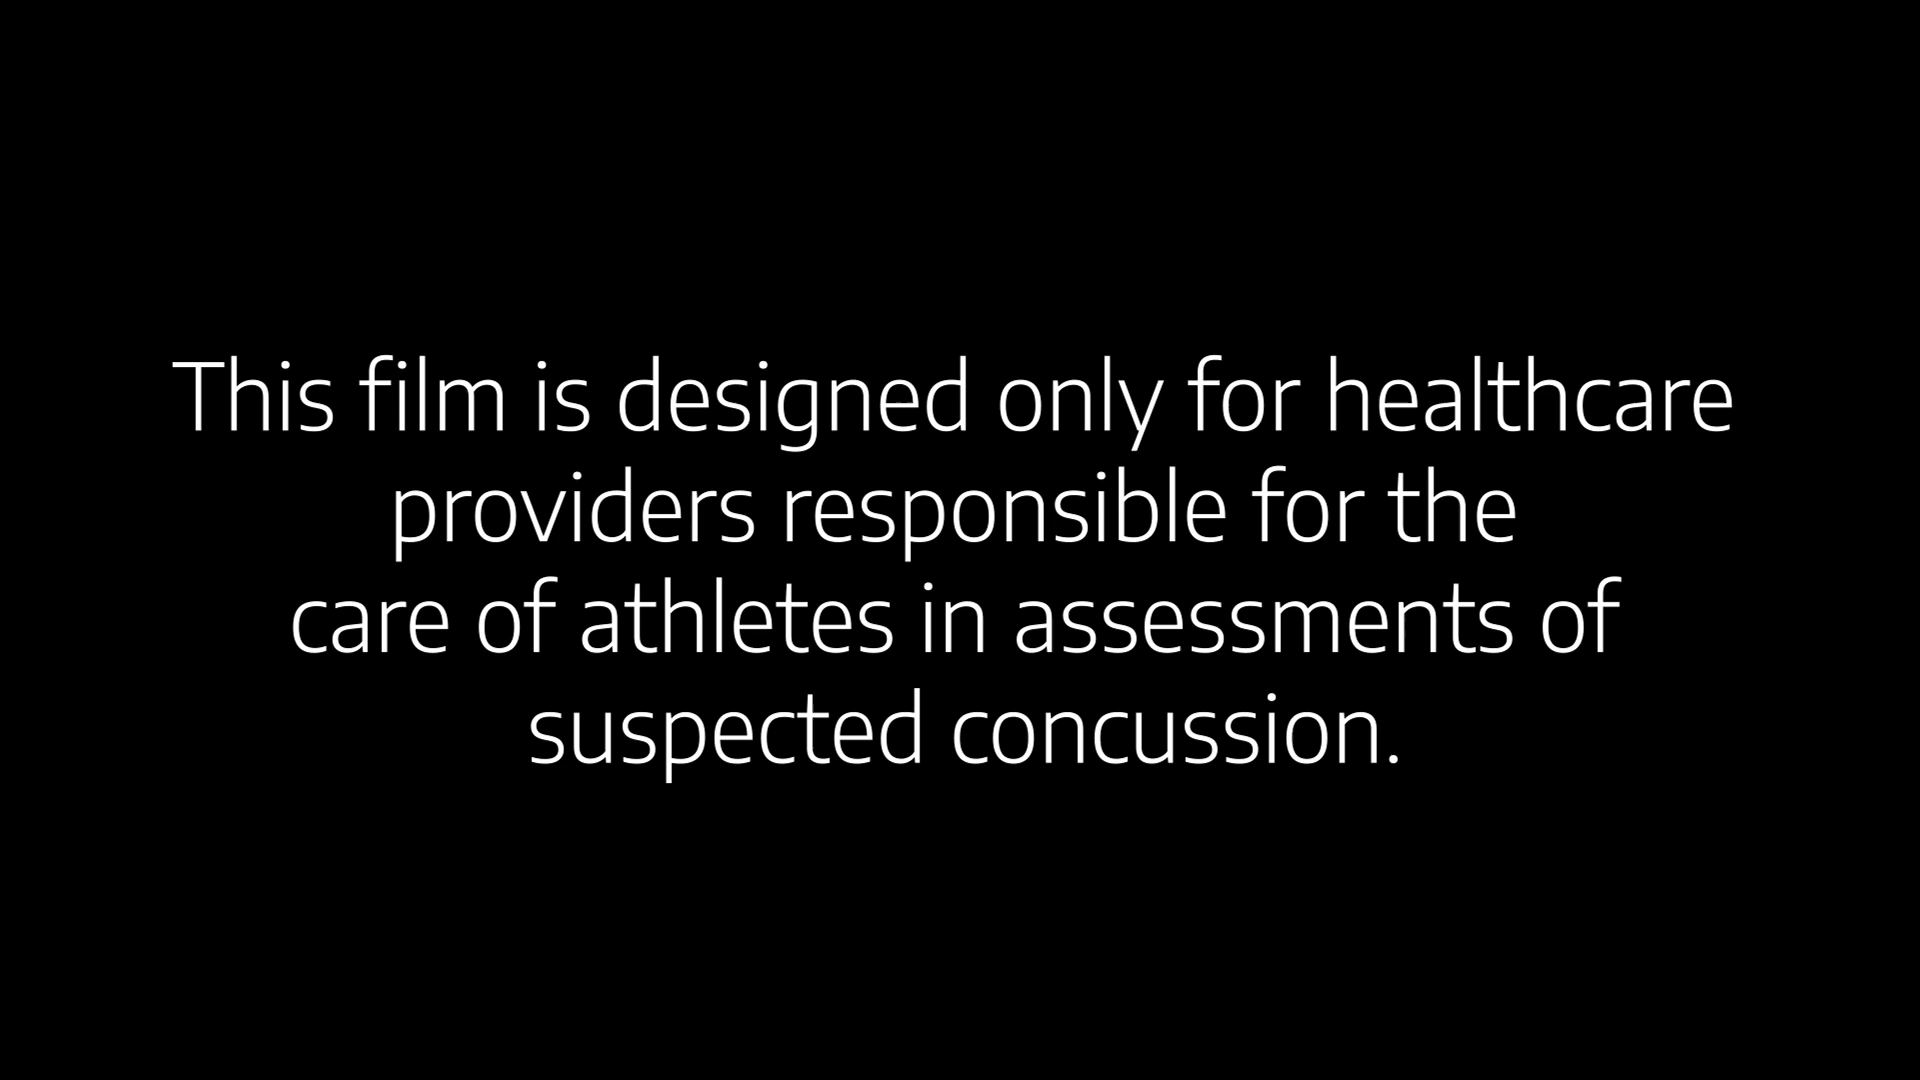 This film is designed only for healthcare
providers responsible for the
care of athletes in assessments of
suspected concussion.